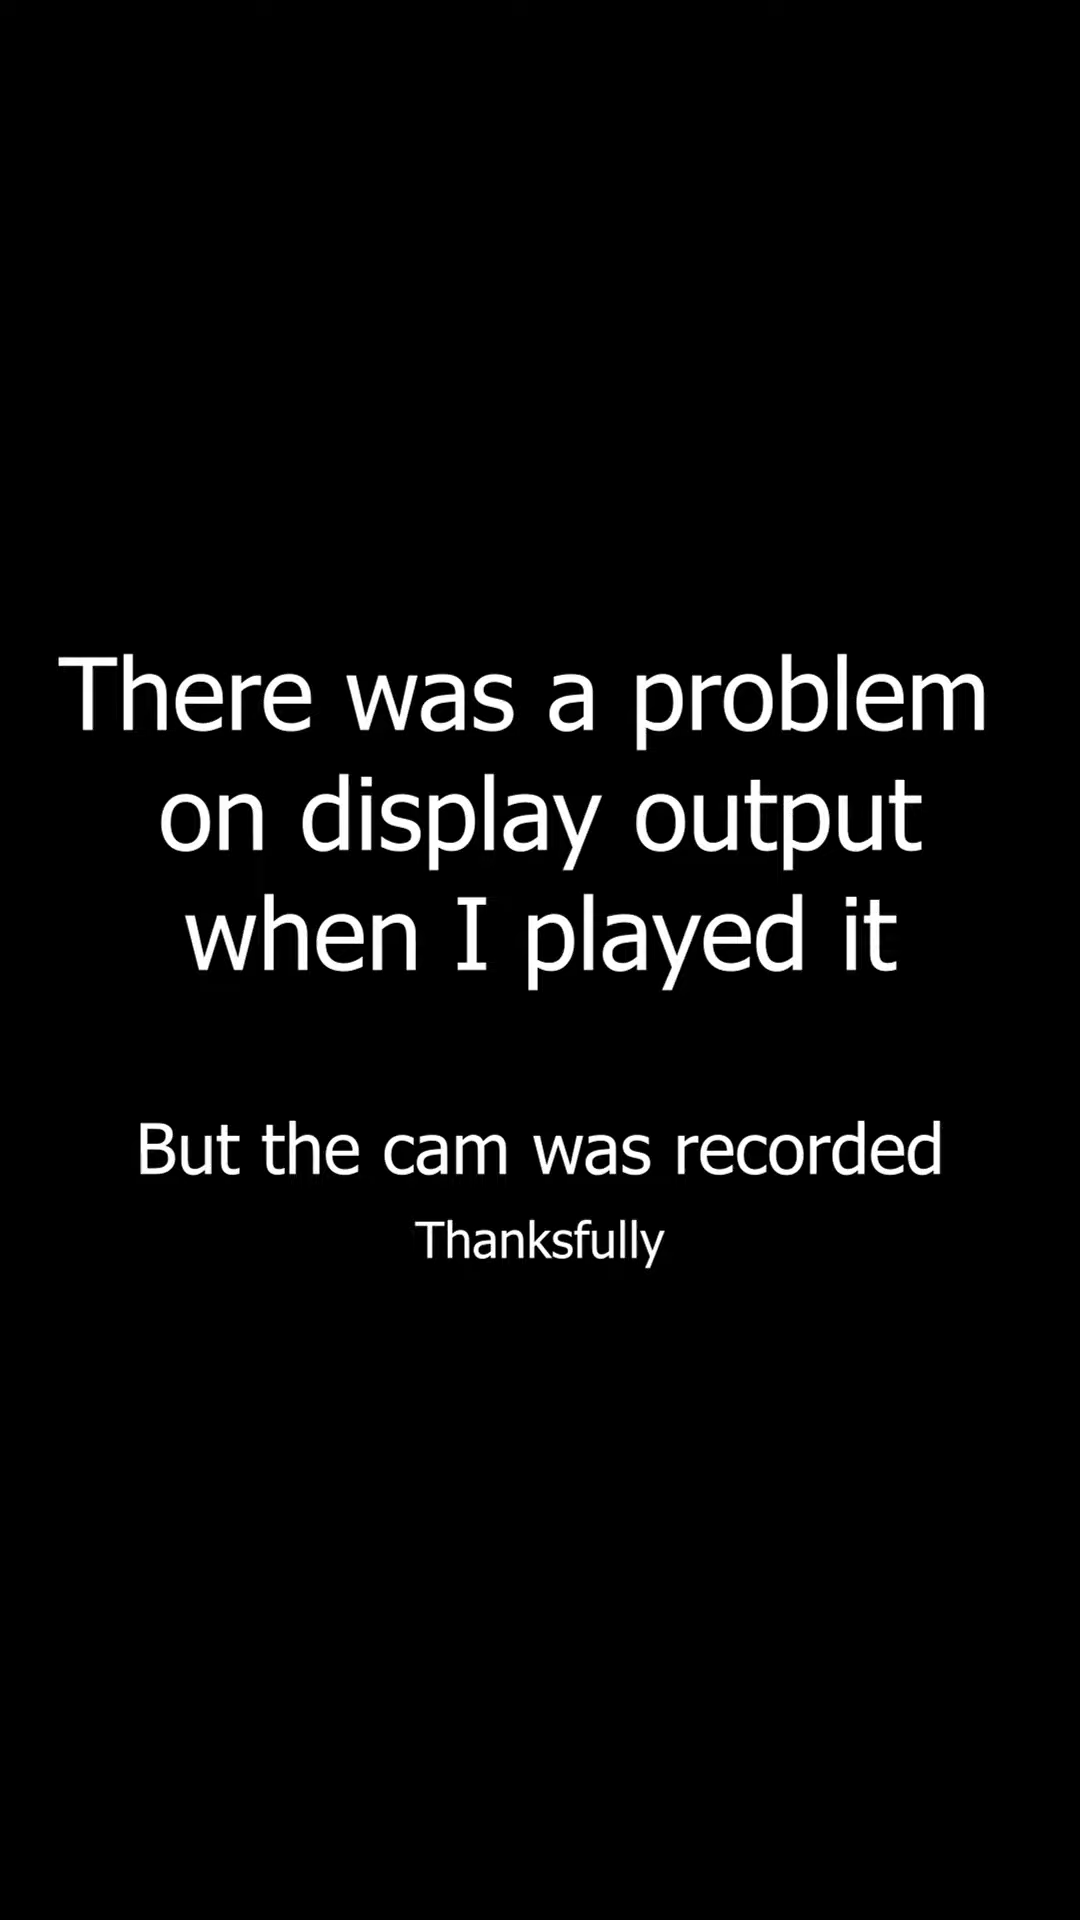 There was a problem
on display output
when I played it
But the cam was recorded
Thanksfully